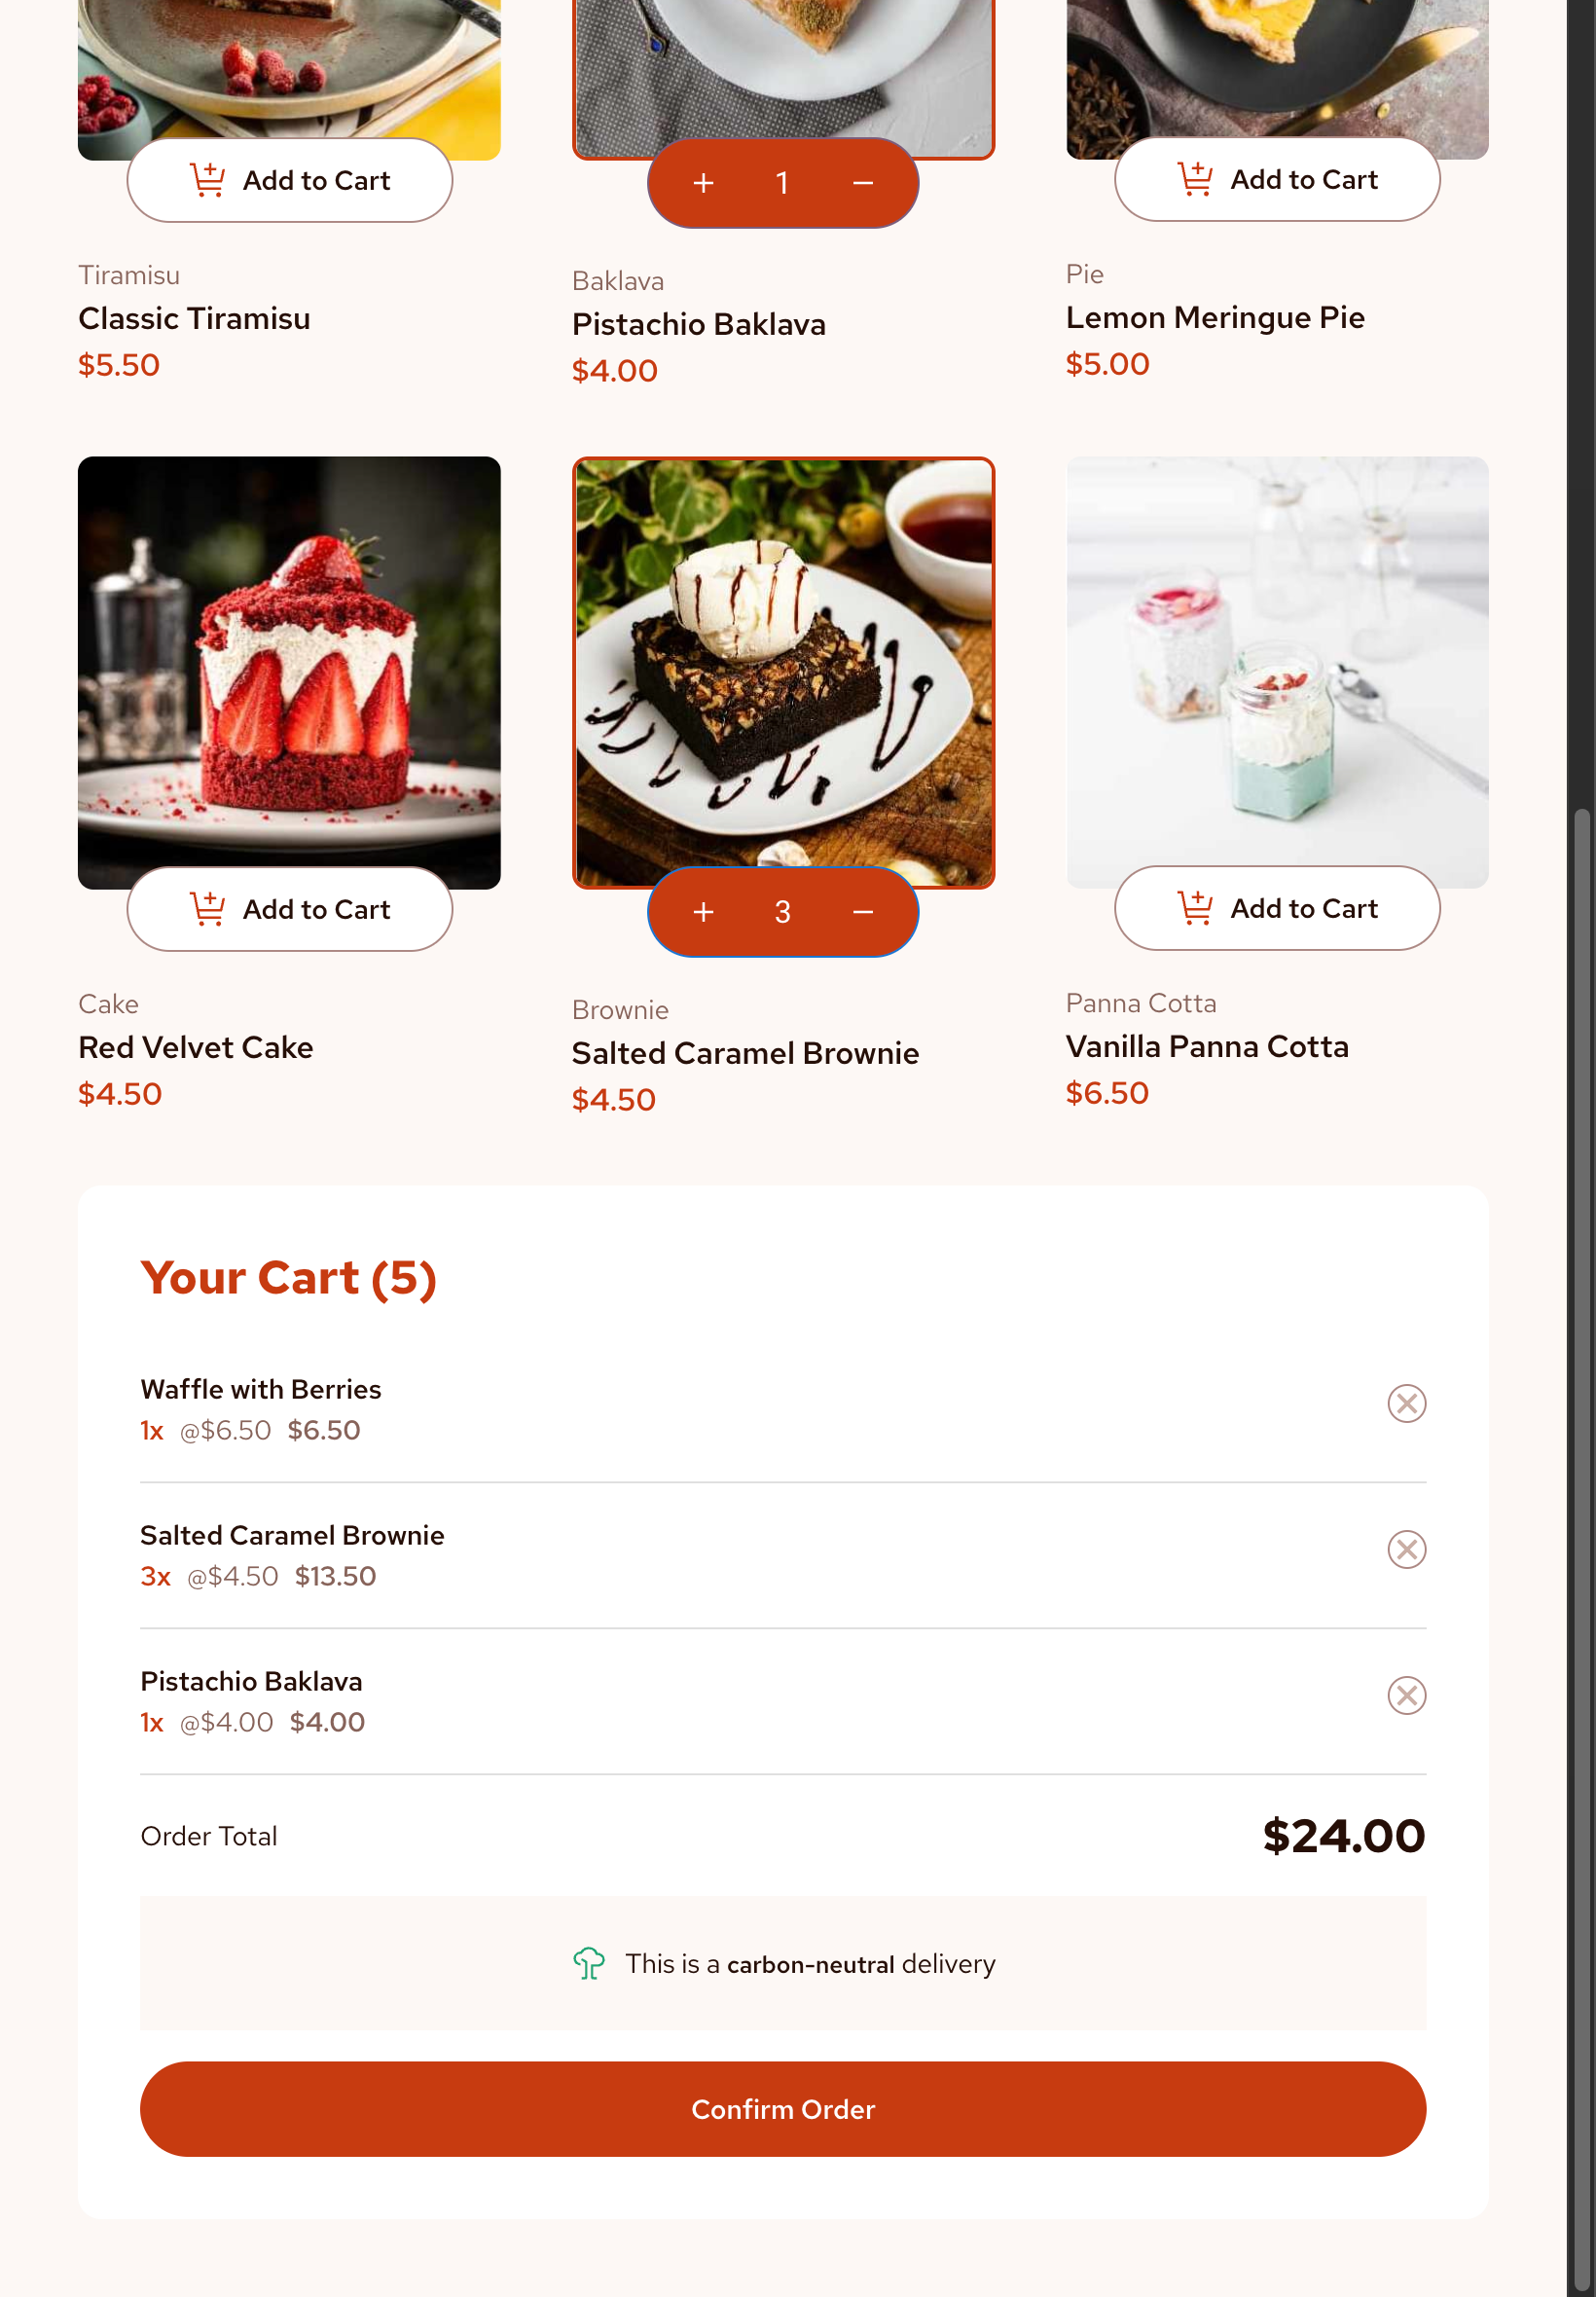 Add to Cart
+ 1 −
Add to Cart
Tiramisu
Classic Tiramisu
$5.50
Baklava
Pistachio Baklava
$4.00
Pie
Lemon Meringue Pie
$5.00
Add to Cart
+ 3 −
Add to Cart
Cake
Red Velvet Cake
$4.50
Brownie
Salted Caramel Brownie
$4.50
Panna Cotta
Vanilla Panna Cotta
$6.50
Your Cart (5)
Waffle with Berries
1x @$6.50 $6.50
Salted Caramel Brownie
3x @$4.50 $13.50
Pistachio Baklava
1x @$4.00 $4.00
Order Total $24.00
This is a carbon-neutral delivery
Confirm Order